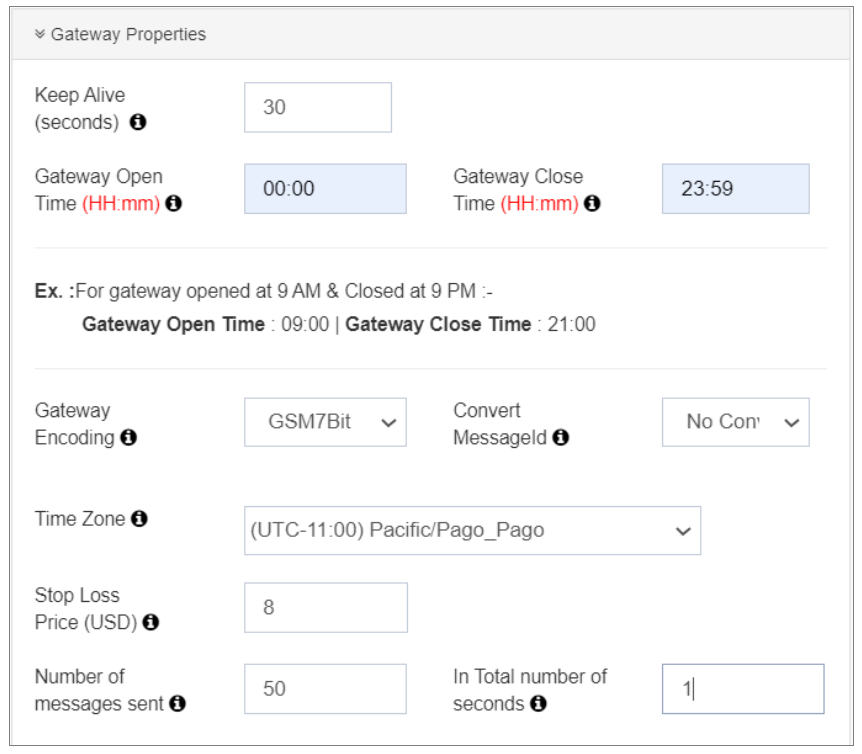 Gateway Properties
Keep Alive
(seconds)
30
Gateway Open
Time (HH:mm)
00:00
Gateway Close
Time (HH:mm)
23:59
Ex. :For gateway opened at 9 AM & Closed at 9 PM :-
Gateway Open Time : 09:00 | Gateway Close Time : 21:00
Gateway
Encoding
GSM7Bit
Convert
MessageId
No Con
Time Zone
(UTC-11:00) Pacific/Pago_Pago
Stop Loss
Price (USD)
8
Number of
messages sent
50
In Total number of
seconds
1